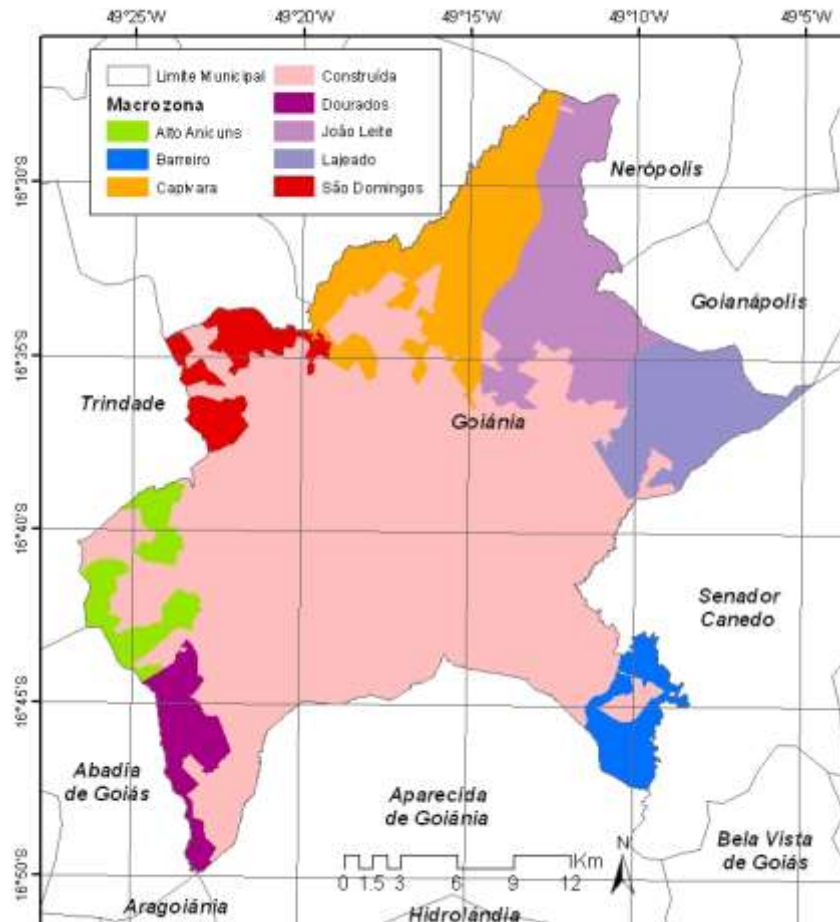 49°25'W 49°20'W 49°15'W 49°10'W 49°5'W
Limite Municipal
Macrozona
Alto Anicuns
Barreiro
Capivara
Construída
Dourados
João Leite
Lajeado
São Domingos
16°30'S
16°35'S
16°40'S
16°45'S
16°50'S
Nerópolis
Goianápolis
Trindade
Goiánia
Senador
Canedo
Abadia
de Goiás
Aparecida
de Goiânia
Bela Vista
de Goiás
N
Km
0 1.5 3 6 9 12
Aragoiánia
Hidrolándia